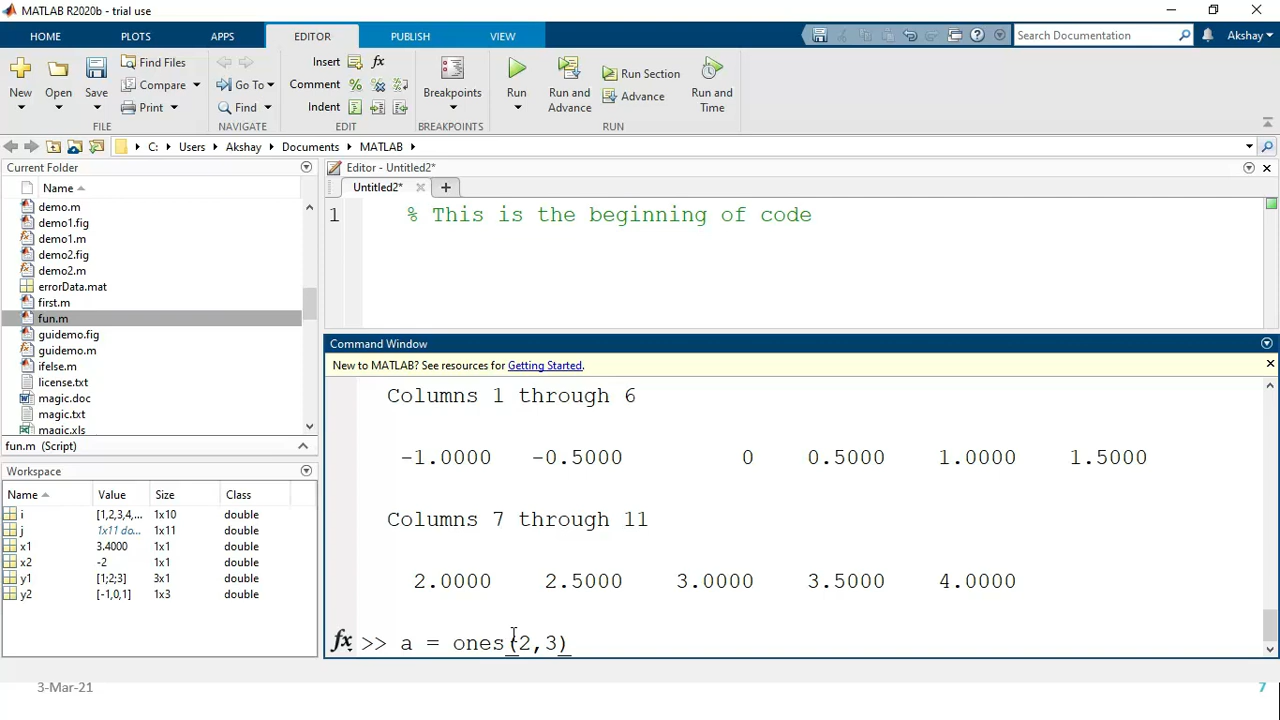 MATLAB R2020b - trial use
HOME PLOTS APPS EDITOR PUBLISH VIEW
Search Documentation
Akshay
New
Open
Save
Find Files
Compare
Print
FILE
Go To
Find
NAVIGATE
Insert
Comment
Indent
EDIT
Breakpoints
BREAKPOINTS
Run
Run and Advance
Run Section
Advance
Run and Time
RUN
C: Users Akshay Documents MATLAB
Current Folder
Name
demo.m
demo1.fig
demo1.m
demo2.fig
demo2.m
errorData.mat
first.m
fun.m
guidemo.fig
guidemo.m
ifelse.m
license.txt
magic.doc
magic.txt
magic.xls
fun.m (Script)
Workspace
Name Value Size Class
i [1,2,3,4,... 1x10 double
j 1x11 do... 1x11 double
x1 3.4000 1x1 double
x2 -2 1x1 double
y1 [1;2;3] 3x1 double
y2 [-1,0,1] 1x3 double
Editor - Untitled2*
Untitled2*
1 % This is the beginning of code
Command Window
New to MATLAB? See resources for Getting Started.
Columns 1 through 6
-1.0000 -0.5000 0 0.5000 1.0000 1.5000
Columns 7 through 11
2.0000 2.5000 3.0000 3.5000 4.0000
fx >> a = ones(2,3)
3-Mar-21
7